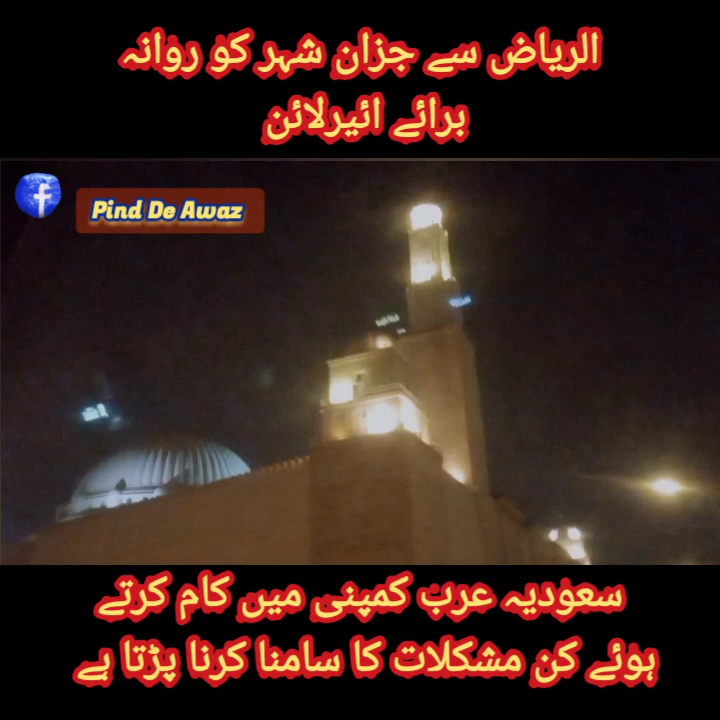 الریاض سے جزان شہر کو روانہ
برائے ائیرلائن
Pind De Awaz
سعودیہ عرب کمپنی میں کام کرتے
ہوئے کن مشکلات کا سامنا کرنا پڑتا ہے